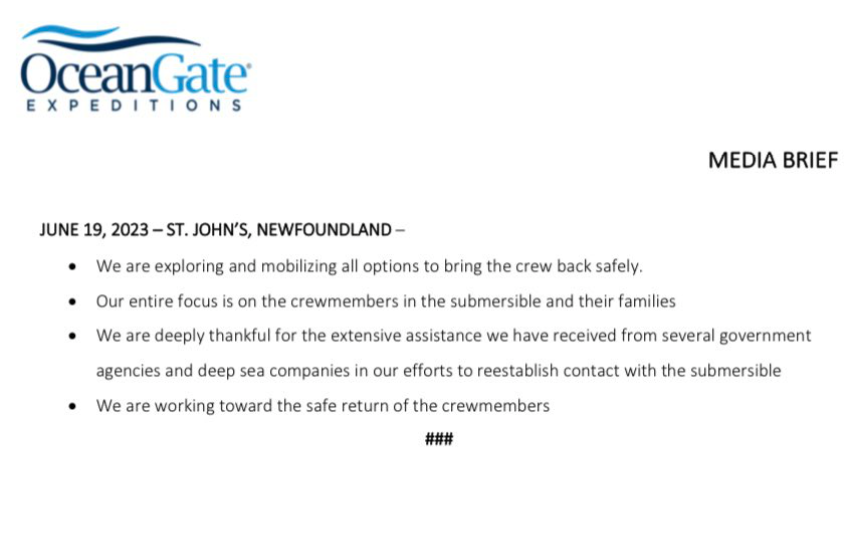 OceanGate
EXPEDITIONS
MEDIA BRIEF
JUNE 19, 2023 – ST. JOHN’S, NEWFOUNDLAND –
• We are exploring and mobilizing all options to bring the crew back safely.
• Our entire focus is on the crewmembers in the submersible and their families
• We are deeply thankful for the extensive assistance we have received from several government
agencies and deep sea companies in our efforts to reestablish contact with the submersible
• We are working toward the safe return of the crewmembers
###